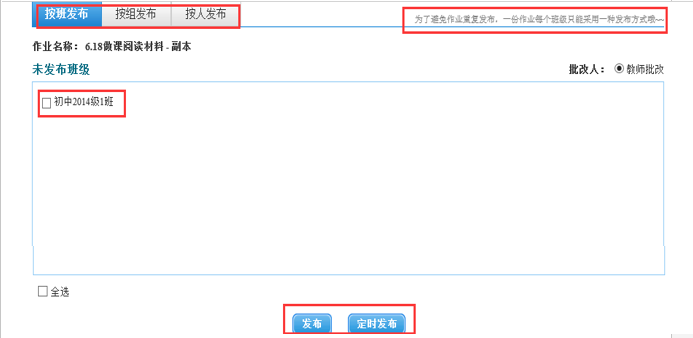 按班发布 按组发布 按人发布
为了避免作业重复发布，一份作业每个班级只能采用一种发布方式哦~~
作业名称： 6.18做课阅读材料 - 副本
未发布班级 批改人： 教师批改
初中2014级1班
全选
发布 定时发布